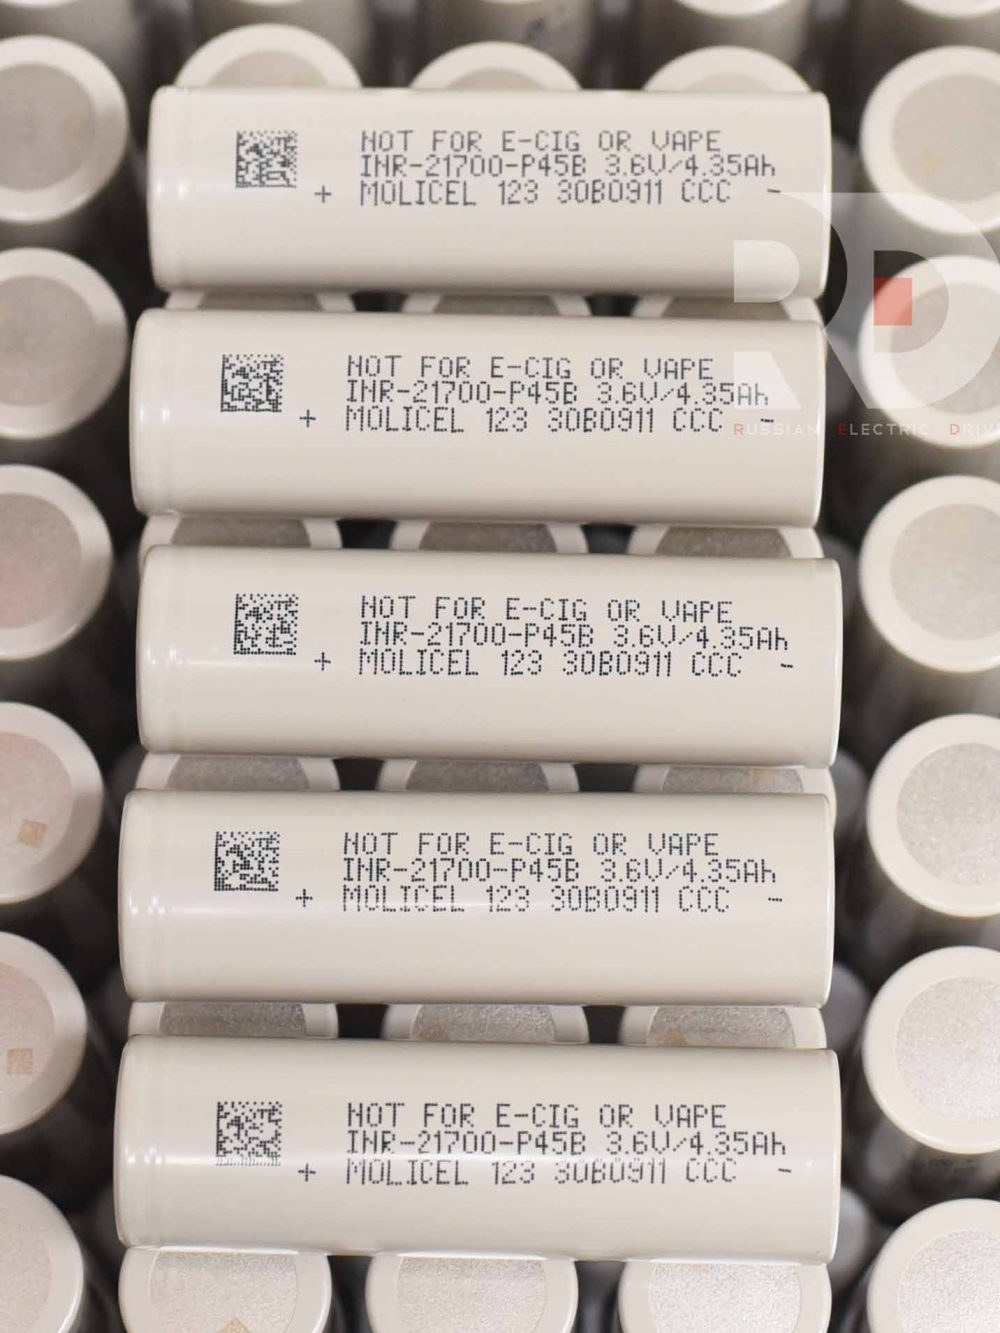 NOT FOR E-CIG OR VAPE
INR-21700-P45B 3.6V/4.35Ah
+ MOLICEL 123 30B0911 CCC -
RD
RUSSIAN ELECTRIC DRIV
NOT FOR E-CIG OR VAPE
INR-21700-P45B 3.6V/4.35Ah
+ MOLICEL 123 30B0911 CCC -
NOT FOR E-CIG OR VAPE
INR-21700-P45B 3.6V/4.35Ah
+ MOLICEL 123 30B0911 CCC -
NOT FOR E-CIG OR VAPE
INR-21700-P45B 3.6V/4.35Ah
+ MOLICEL 123 30B0911 CCC -
NOT FOR E-CIG OR VAPE
INR-21700-P45B 3.6V/4.35Ah
+ MOLICEL 123 30B0911 CCC -